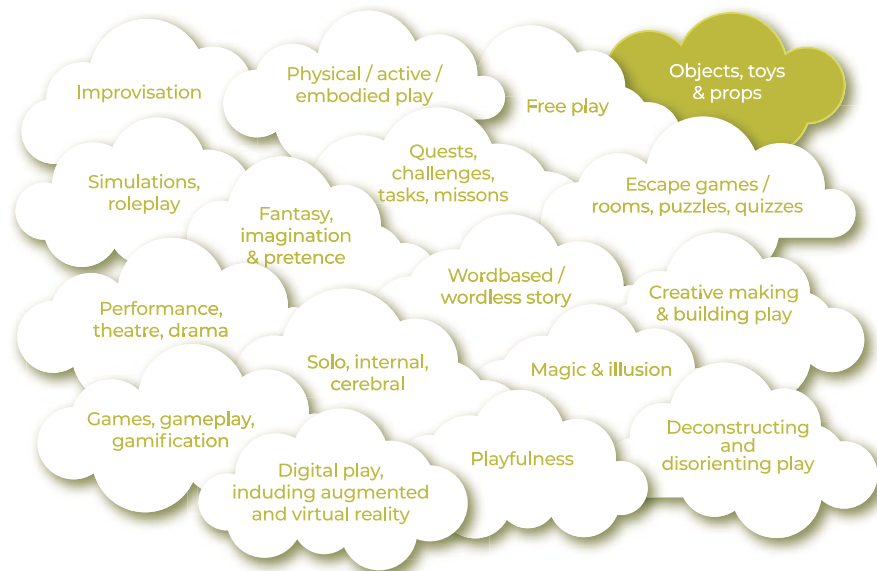 Improvisation
Physical / active /
embodied play
Free play
Objects, toys
& props
Simulations,
roleplay
Quests,
challenges,
tasks, missons
Escape games /
rooms, puzzles, quizzes
Fantasy,
imagination
& pretence
Wordbased /
wordless story
Creative making
& building play
Performance,
theatre, drama
Solo, internal,
cerebral
Magic & illusion
Games, gameplay,
gamification
Digital play,
including augmented
and virtual reality
Playfulness
Deconstructing
and
disorienting play